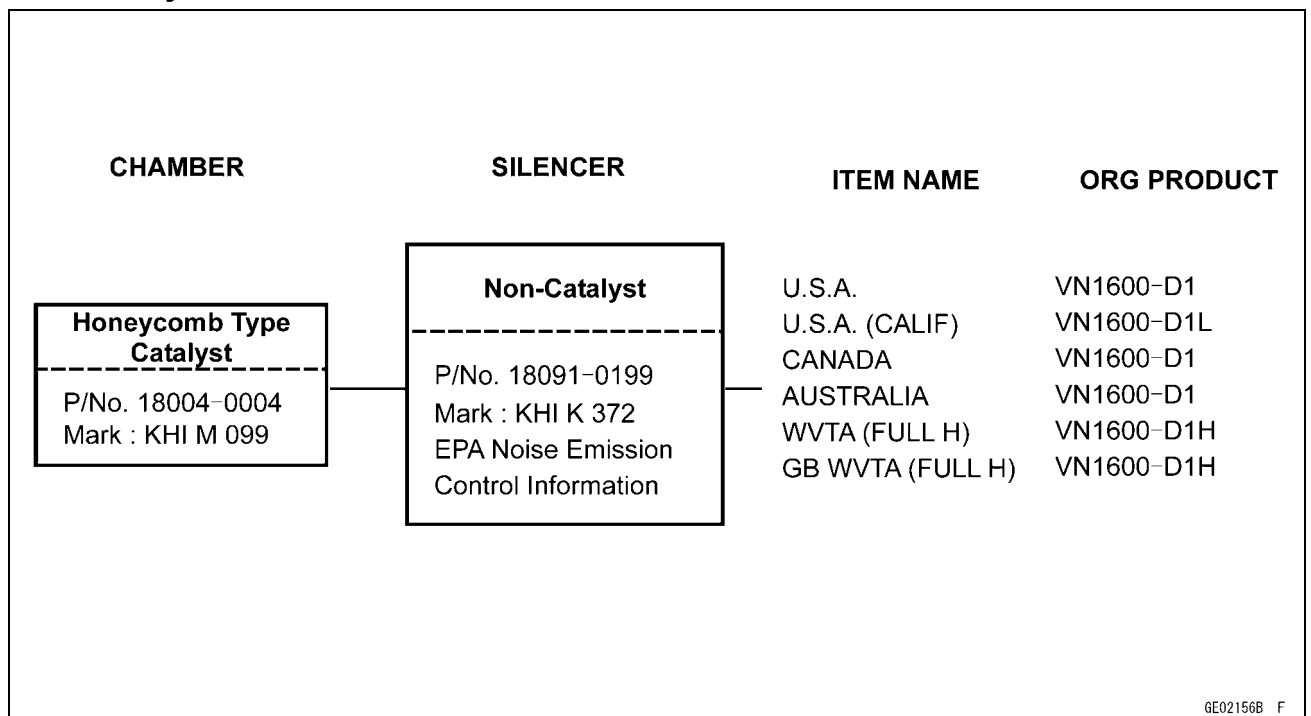 CHAMBER
SILENCER
ITEM NAME
ORG PRODUCT
Honeycomb Type
Catalyst
P/No. 18004-0004
Mark : KHI M 099
Non-Catalyst
P/No. 18091-0199
Mark : KHI K 372
EPA Noise Emission
Control Information
U.S.A. VN1600-D1
U.S.A. (CALIF) VN1600-D1L
CANADA VN1600-D1
AUSTRALIA VN1600-D1
WVTA (FULL H) VN1600-D1H
GB WVTA (FULL H) VN1600-D1H
GE02156B F